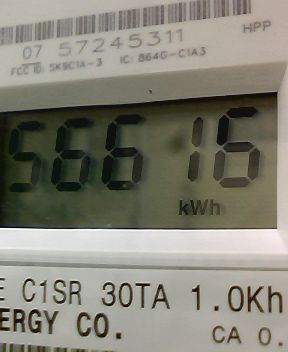 07 57245311
HPP
FCC ID: SK9C1A-3 IC: 864G-C1A3
56616
kWh
E C1SR 30TA 1.0Kh
ERGY CO.
CA 0.